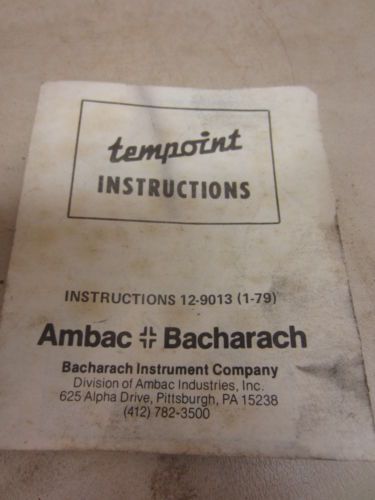 tempoint
INSTRUCTIONS
INSTRUCTIONS 12-9013 (1-79)
Ambac Bacharach
Bacharach Instrument Company
Division of Ambac Industries, Inc.
625 Alpha Drive, Pittsburgh, PA 15238
(412) 782-3500